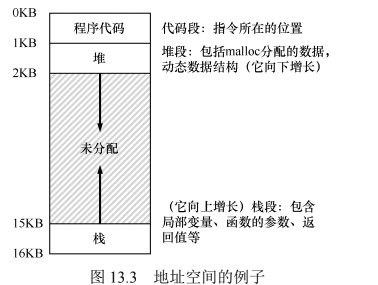 0KB
程序代码
代码段：指令所在的位置
1KB
堆
堆段：包括malloc分配的数据，
动态数据结构（它向下增长）
2KB
未分配
（它向上增长）栈段：包含
局部变量、函数的参数、返
回值等
15KB
栈
16KB
图 13.3 地址空间的例子